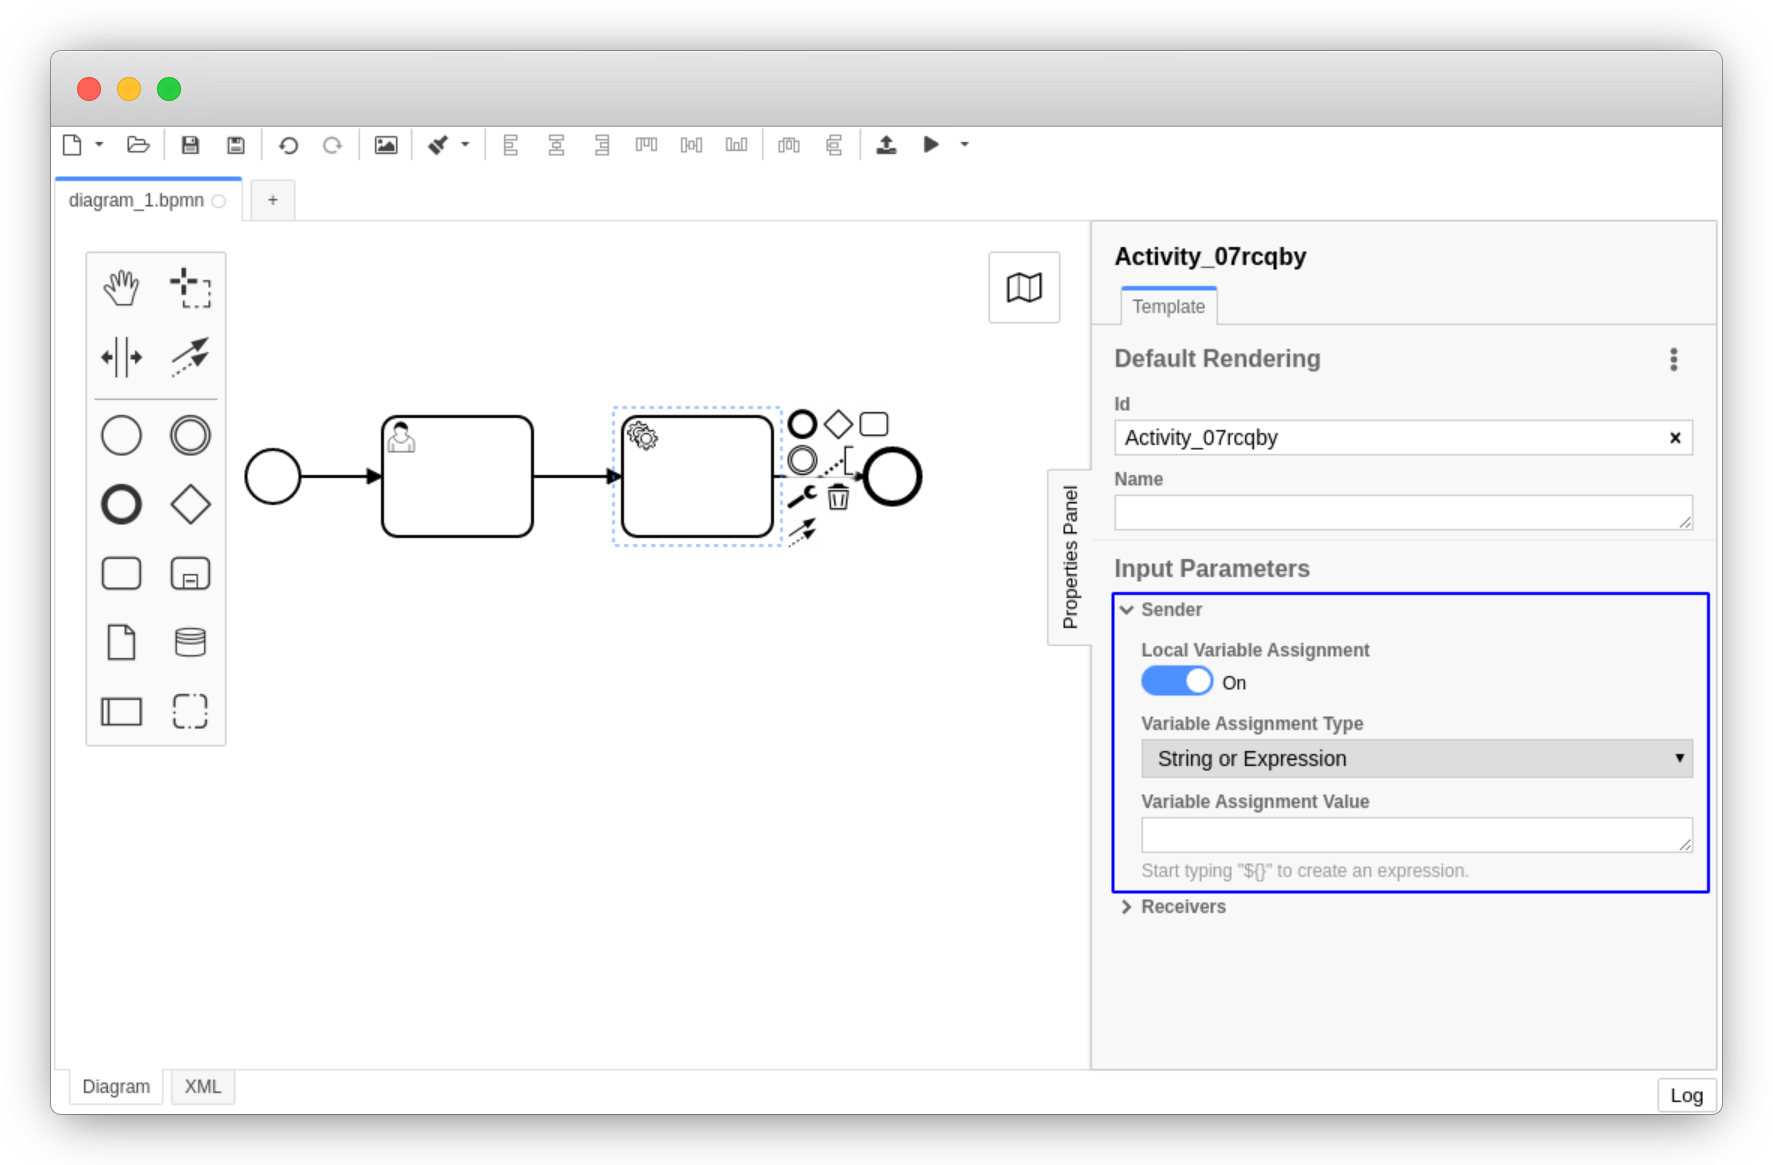 diagram_1.bpmn
+
Activity_07rcqby
Template
Default Rendering
Id
Activity_07rcqby
Name
Properties Panel
Input Parameters
Sender
Local Variable Assignment
On
Variable Assignment Type
String or Expression
Variable Assignment Value
Start typing "${}" to create an expression.
Receivers
Diagram
XML
Log